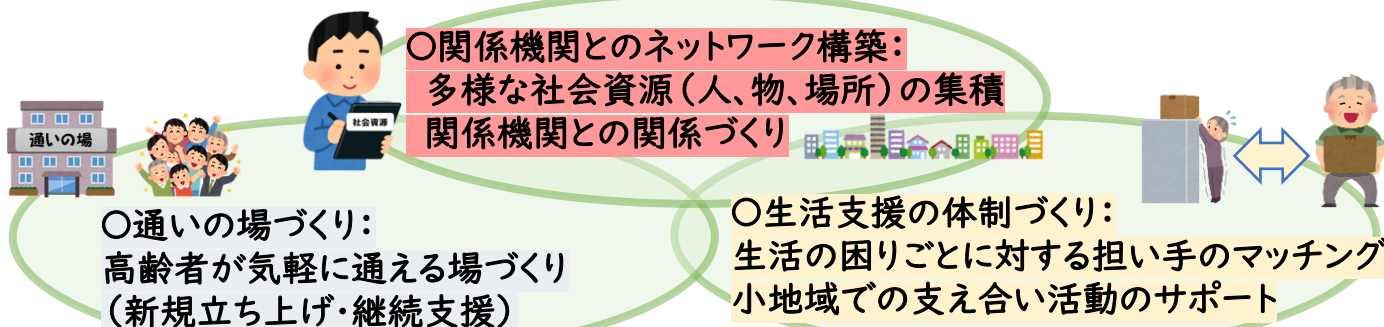 〇関係機関とのネットワーク構築：
多様な社会資源（人、物、場所）の集積
関係機関との関係づくり
社会資源
通いの場
〇通いの場づくり：
高齢者が気軽に通える場づくり
（新規立ち上げ・継続支援）
〇生活支援の体制づくり：
生活の困りごとに対する担い手のマッチング
小地域での支え合い活動のサポート